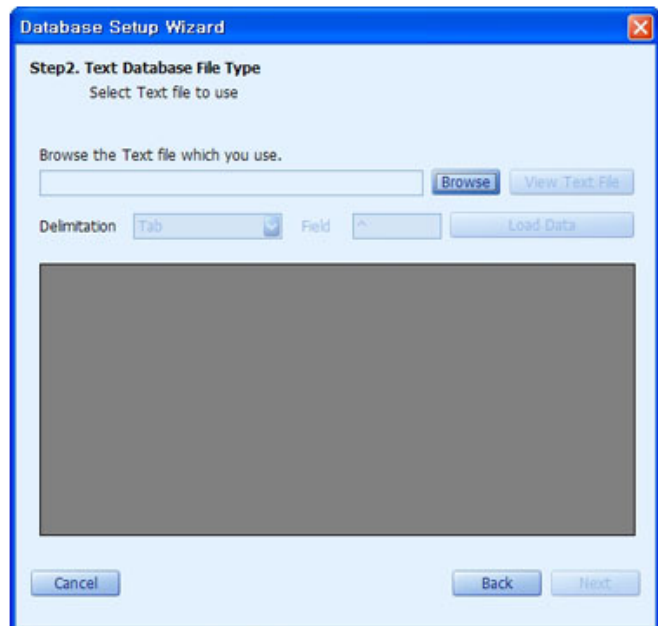 Database Setup Wizard
Step2. Text Database File Type
Select Text file to use
Browse the Text file which you use.
Browse View Text File
Delimitation Tab Field ^ Load Data
Cancel Back Next